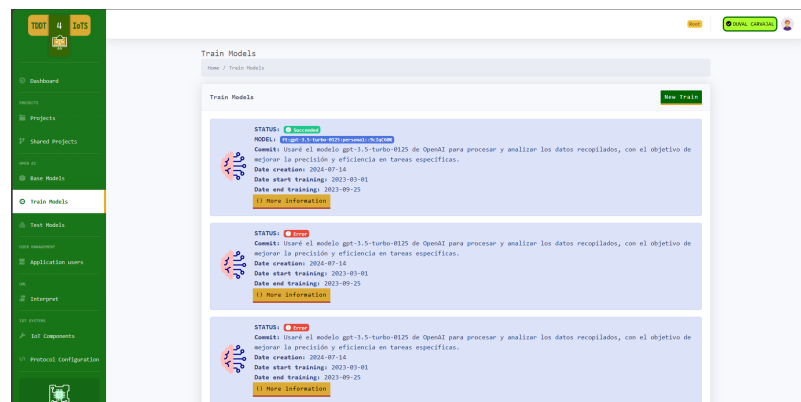 TDDT 4 IoTS
Root
DUVAL CARVAJAL
Dashboard
PROJECTS
Projects
Shared Projects
OPEN AI
Base Models
Train Models
Test Models
USER MANAGEMENT
Application users
UML
Interpret
IOT SYSTEMS
IoT Components
Protocol Configuration
Train Models
Home / Train Models
Train Models
New Train
STATUS: Succeeded
MODEL: ft:gpt-3.5-turbo-0125:personal::
Commit: Usaré el modelo gpt-3.5-turbo-0125 de OpenAI para procesar y analizar los datos recopilados, con el objetivo de
mejorar la precisión y eficiencia en tareas específicas.
Date creation: 2024-07-14
Date start training: 2023-03-01
Date end training: 2023-09-25
() More information
STATUS: Error
Commit: Usaré el modelo gpt-3.5-turbo-0125 de OpenAI para procesar y analizar los datos recopilados, con el objetivo de
mejorar la precisión y eficiencia en tareas específicas.
Date creation: 2024-07-14
Date start training: 2023-03-01
Date end training: 2023-09-25
() More information
STATUS: Error
Commit: Usaré el modelo gpt-3.5-turbo-0125 de OpenAI para procesar y analizar los datos recopilados, con el objetivo de
mejorar la precisión y eficiencia en tareas específicas.
Date creation: 2024-07-14
Date start training: 2023-03-01
Date end training: 2023-09-25
() More information